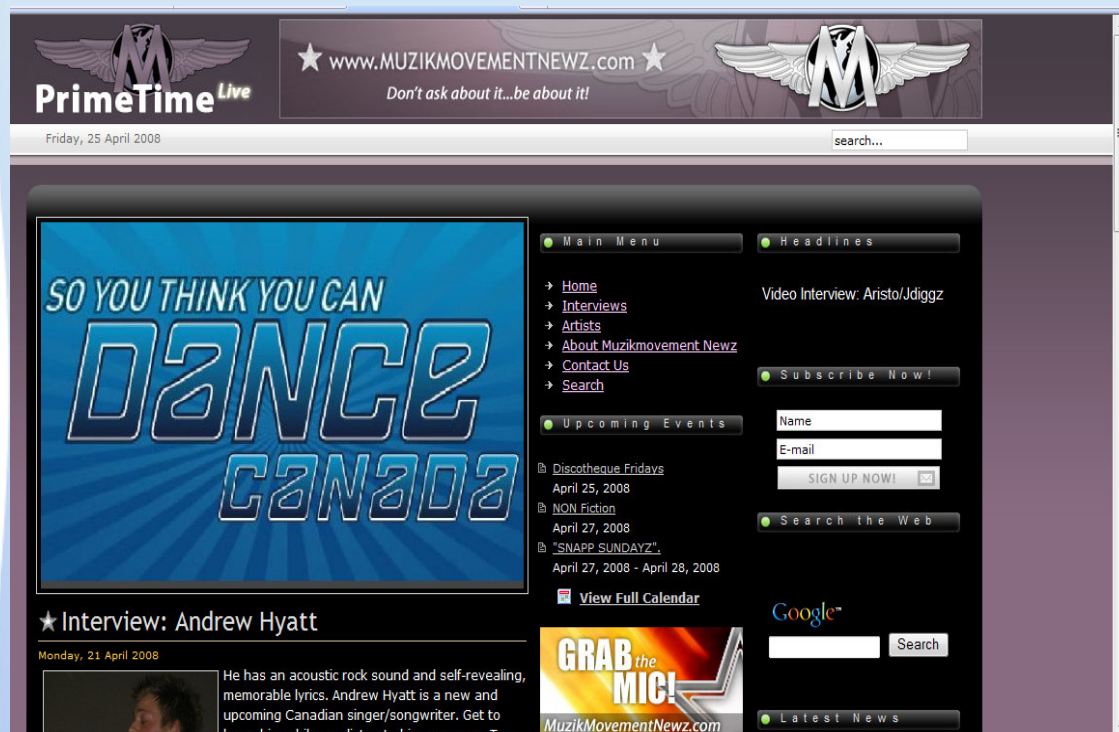 PrimeTime Live
★ www.MUZIKMOVEMENTNEWZ.com ★
Don't ask about it...be about it!
Friday, 25 April 2008
search...
SO YOU THINK YOU CAN
DANCE
CANADA
Interview: Andrew Hyatt
Monday, 21 April 2008
He has an acoustic rock sound and self-revealing,
memorable lyrics. Andrew Hyatt is a new and
upcoming Canadian singer/songwriter. Get to
Main Menu
Home
Interviews
Artists
About Muzikmovement Newz
Contact Us
Search
Upcoming Events
Discotheque Fridays
April 25, 2008
NON Fiction
April 27, 2008
"SNAPP SUNDAYZ".
April 27, 2008 - April 28, 2008
View Full Calendar
GRAB the
MIC!
MuzikMovementNewz.com
Headlines
Video Interview: Aristo/Jdiggz
Subscribe Now!
Name
E-mail
SIGN UP NOW!
Search the Web
Google™
Search
Latest News